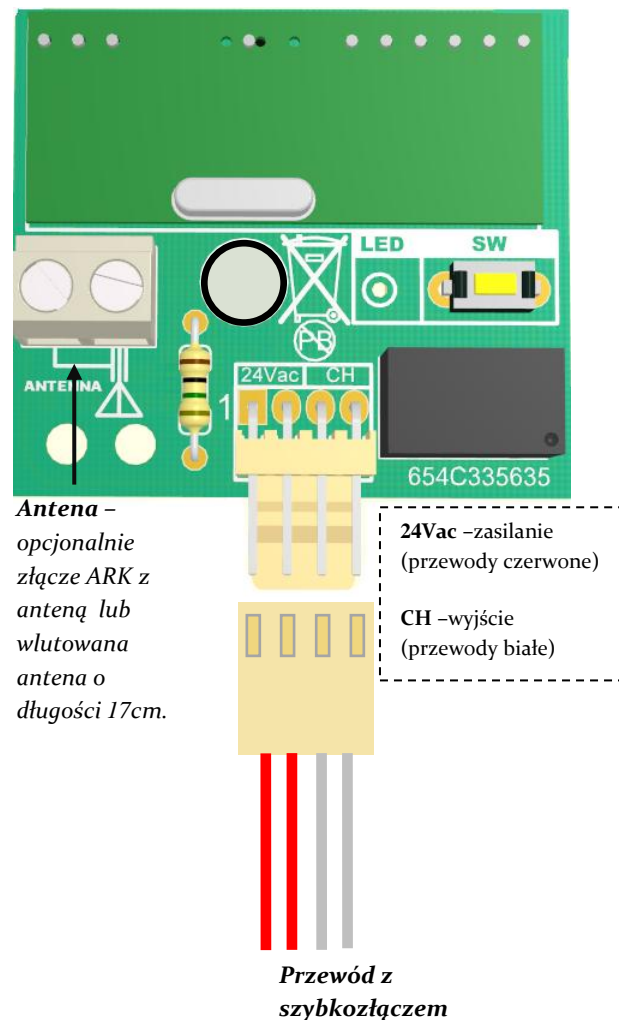 LED SW
PB
ANTENNA
24Vac CH
1
654C335635
Antena –
opcjonalnie
złącze ARK z
anteną lub
wlutowana
antena o
długości 17cm.
24Vac –zasilanie
(przewody czerwone)
CH –wyjście
(przewody białe)
Przewód z
szybkozłączem